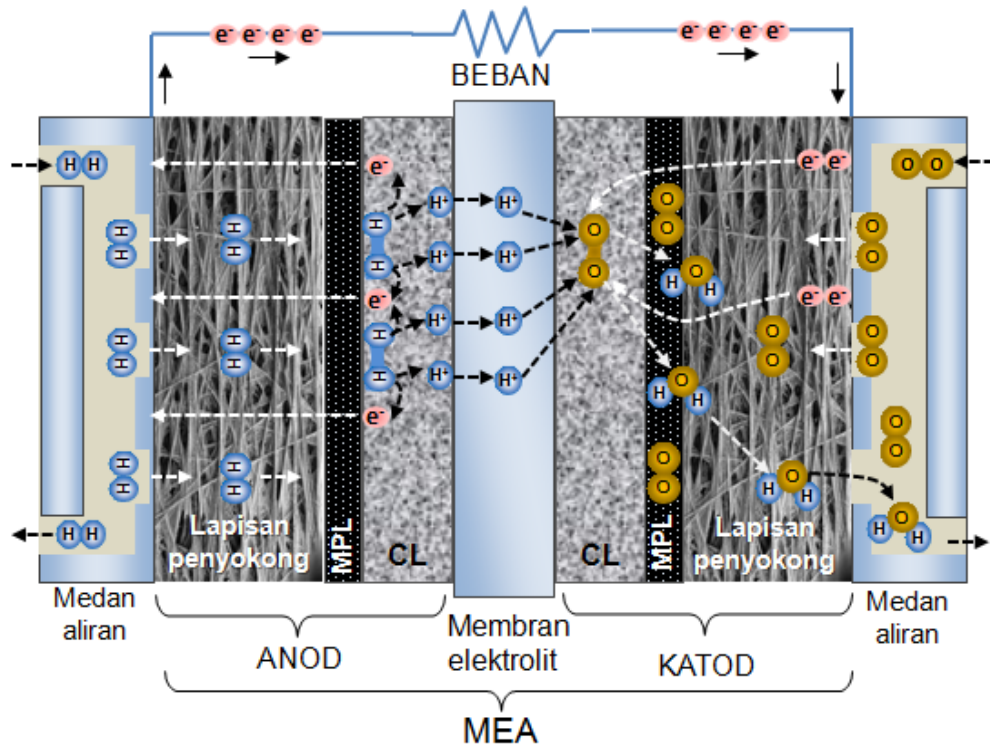 e⁻ e⁻ e⁻ e⁻
e⁻ e⁻ e⁻ e⁻
BEBAN
H H
e⁻
e⁻ e⁻
O O
H H
H H
H
H
H⁺
H⁺
O
O
O
O
O
O
H⁺
H⁺
H O H
e⁻
e⁻ e⁻
H H
H H
H
H
H⁺
H⁺
O
O
O
O
H⁺
H⁺
H O H
e⁻
O
O
H H
H H
O
O
H O H
H H
H O H
Lapisan
penyokong
MPL
CL
CL
MPL
Lapisan
penyokong
Medan
aliran
Membran
elektrolit
Medan
aliran
ANOD
KATOD
MEA